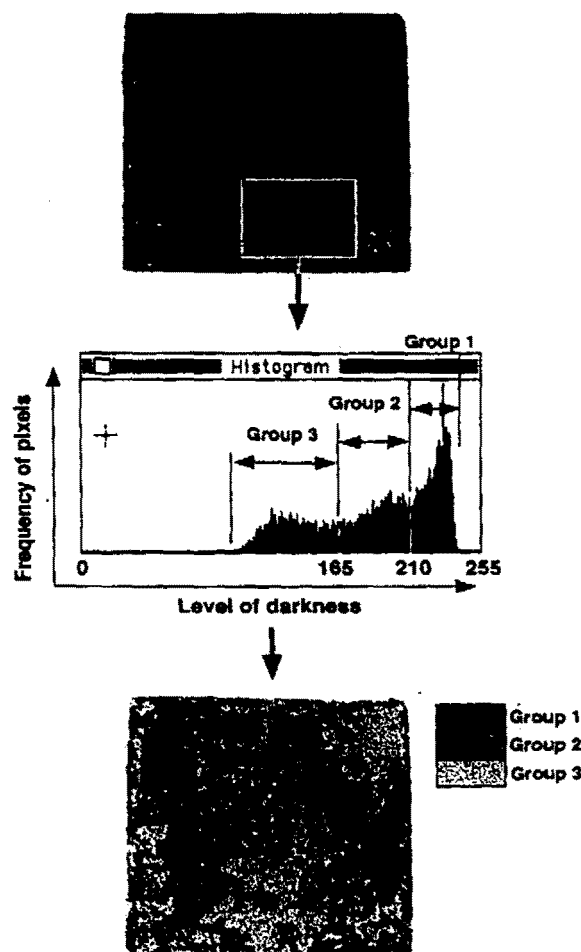 Group 1
Histogram
Group 2
Group 3
Frequency of pixels
0 165 210 255
Level of darkness
Group 1
Group 2
Group 3